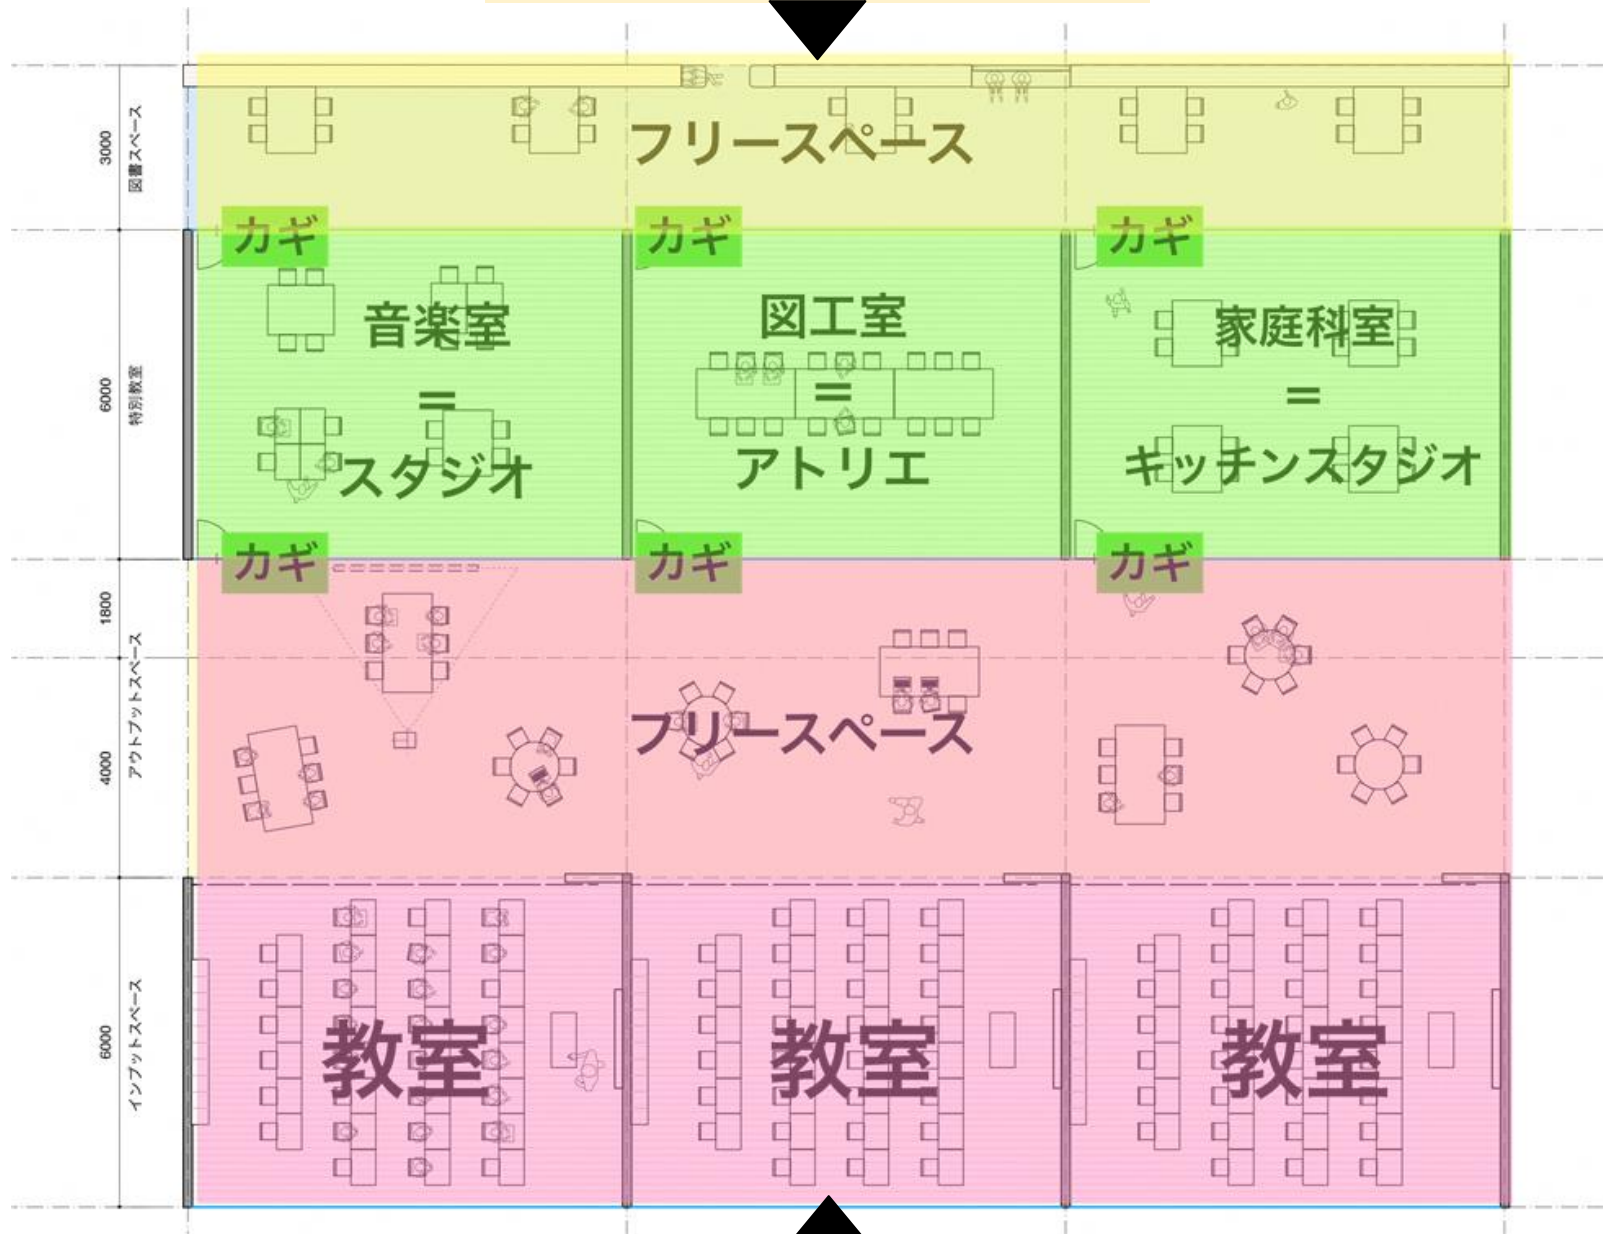 3000
図書スペース
フリースペース
カギ
カギ
カギ
6000
特別教室
音楽室
=
スタジオ
図工室
=
アトリエ
家庭科室
=
キッチンスタジオ
カギ
カギ
カギ
1800
4000
アウトプットスペース
フリースペース
6000
インプットスペース
教室
教室
教室